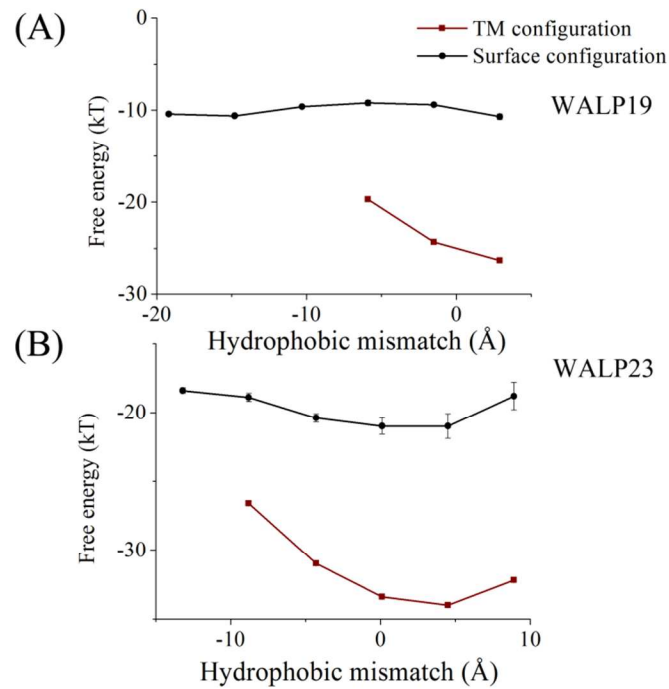 (A)
TM configuration
Surface configuration
WALP19
Free energy (kT)
0
-10
-20
-30
-20
-10
0
Hydrophobic mismatch (Å)
(B)
WALP23
Free energy (kT)
-20
-30
-10
0
10
Hydrophobic mismatch (Å)